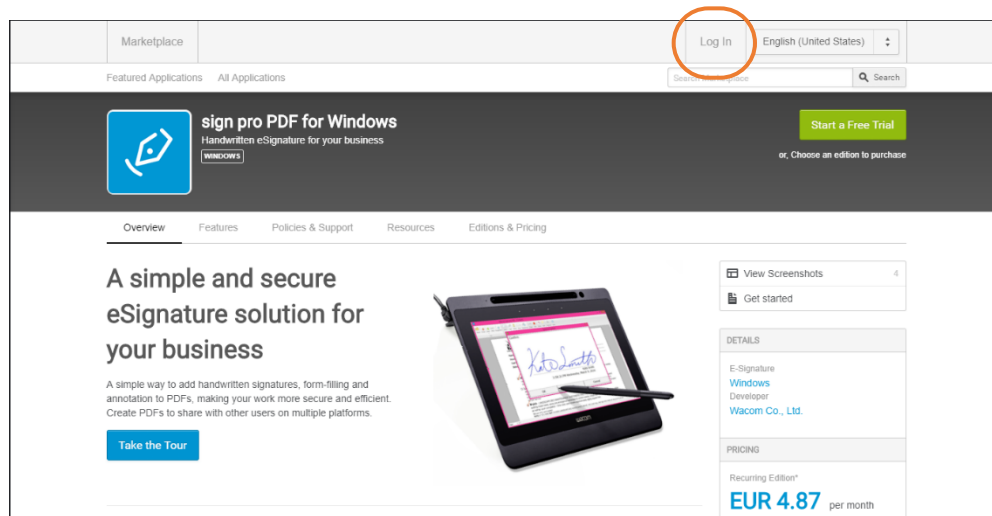 Marketplace
Log In
English (United States)
Featured Applications All Applications
Search Marketplace
Search
sign pro PDF for Windows
Handwritten eSignature for your business
WINDOWS
Start a Free Trial
or, Choose an edition to purchase
Overview Features Policies & Support Resources Editions & Pricing
A simple and secure
eSignature solution for
your business
A simple way to add handwritten signatures, form-filling and
annotation to PDFs, making your work more secure and efficient.
Create PDFs to share with other users on multiple platforms.
Take the Tour
wacom
View Screenshots 4
Get started
DETAILS
E-Signature
Windows
Developer
Wacom Co., Ltd.
PRICING
Recurring Edition*
EUR 4.87 per month